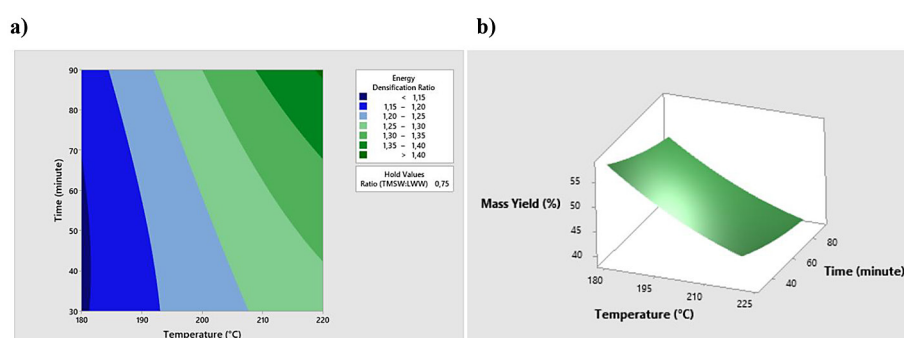 a)
b)
90
80
70
60
50
40
30
Time (minute)
180
190
200
210
220
Temperature (°C)
Energy
Densification Ratio
< 1,15
1,15 – 1,20
1,20 – 1,25
1,25 – 1,30
1,30 – 1,35
1,35 – 1,40
> 1,40
Hold Values
Ratio (TMSW:LWW) 0,75
Mass Yield (%)
55
50
45
40
180
195
210
225
Temperature (°C)
40
60
80
Time (minute)